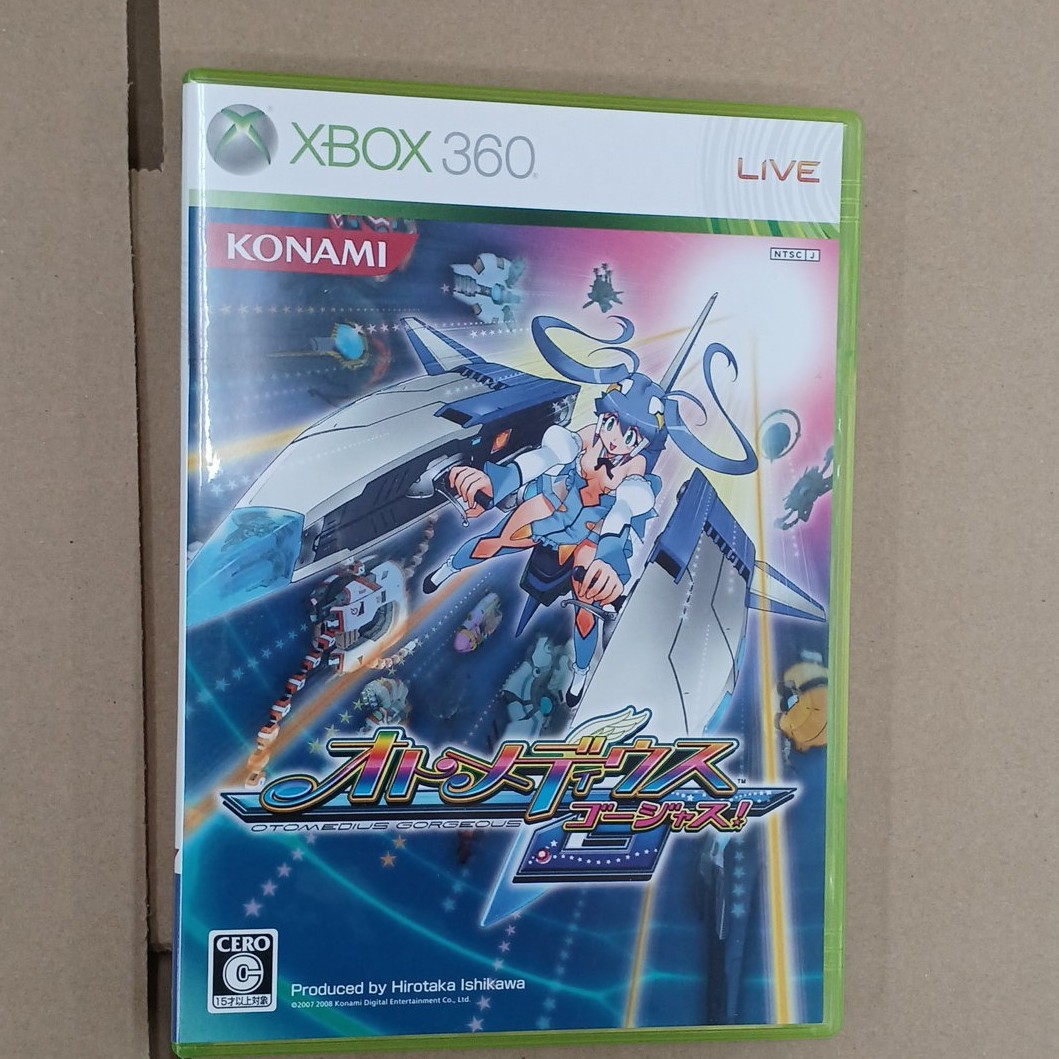 XBOX 360
LIVE
KONAMI
NTSC J
オトメディウス
TM
OTOMEDIUS GORGEOUS
ゴージャス!
G
CERO
C
15才以上対象
Produced by Hirotaka Ishikawa
©2007 2008 Konami Digital Entertainment Co., Ltd.